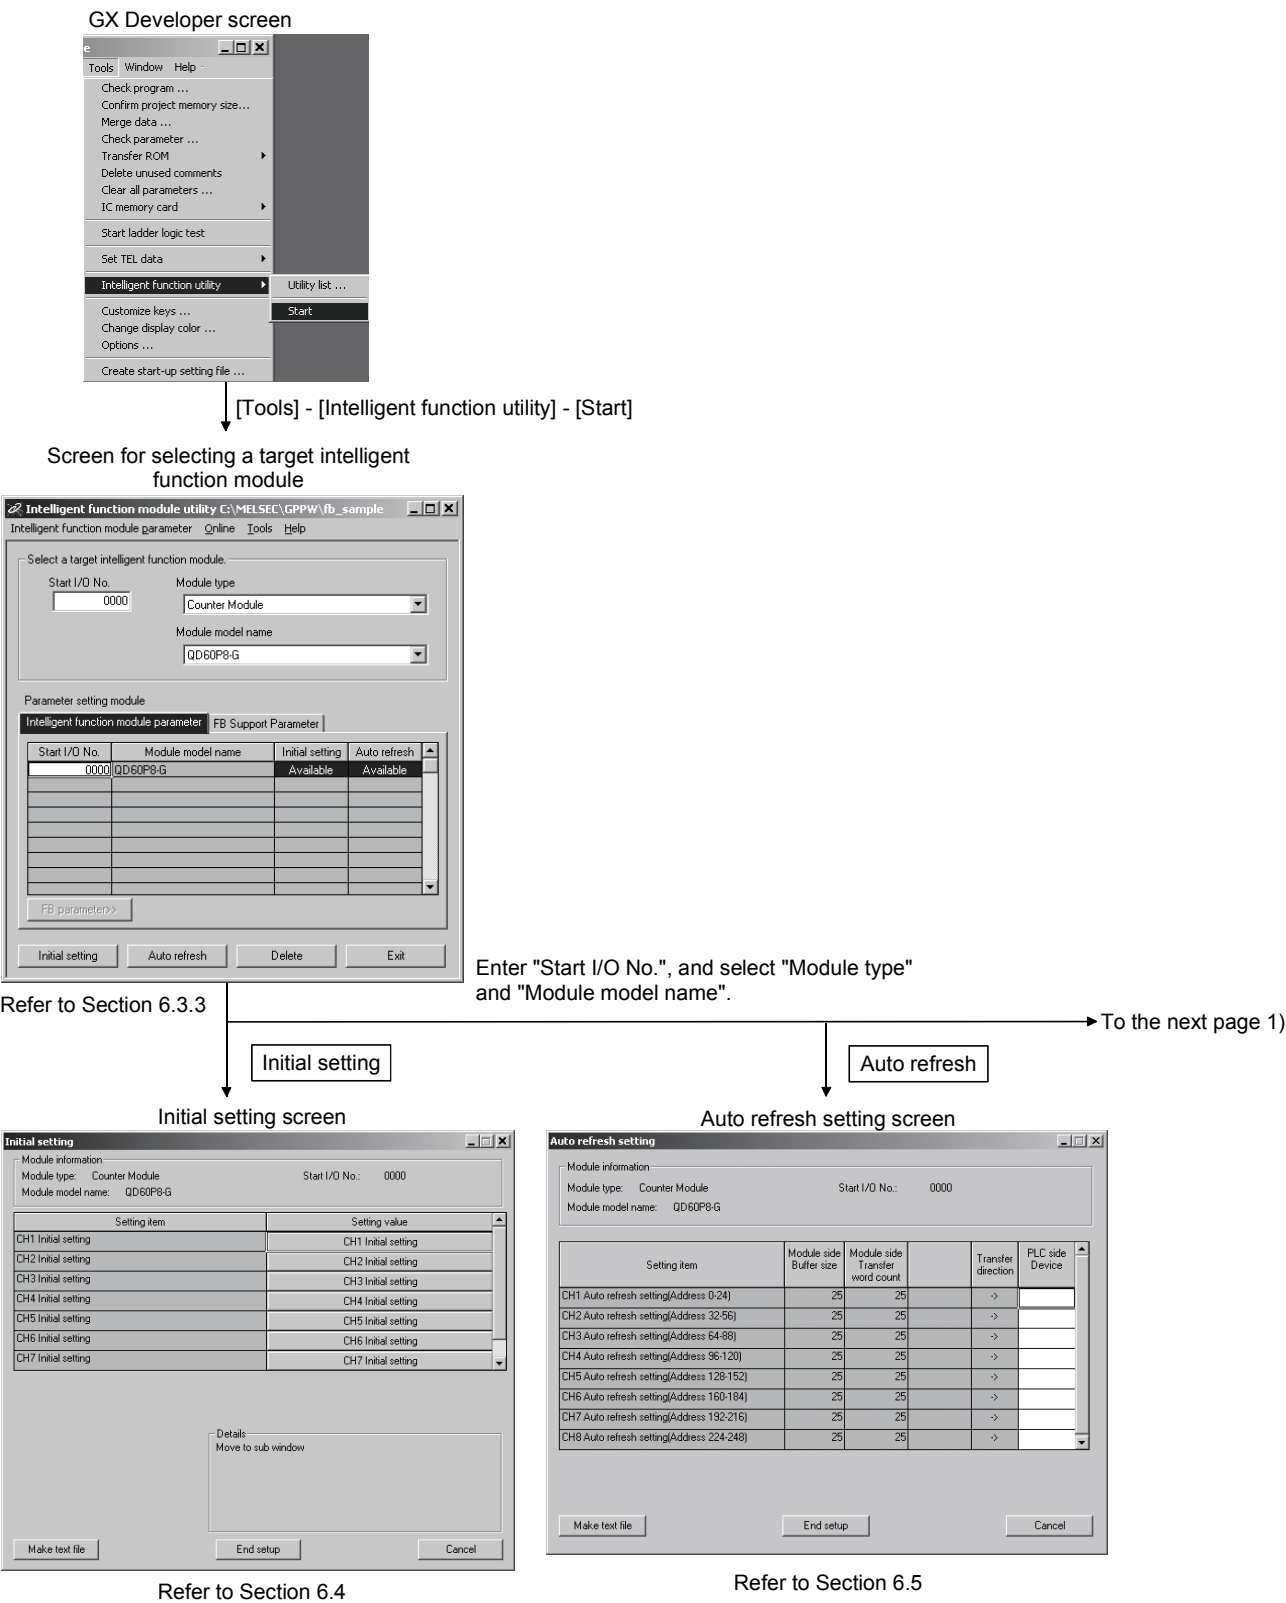 GX Developer screen
e
Tools Window Help
Check program ...
Confirm project memory size...
Merge data ...
Check parameter ...
Transfer ROM
Delete unused comments
Clear all parameters ...
IC memory card
Start ladder logic test
Set TEL data
Intelligent function utility
Utility list ...
Customize keys ...
Start
Change display color ...
Options ...
Create start-up setting file ...
[Tools] - [Intelligent function utility] - [Start]
Screen for selecting a target intelligent
function module
Intelligent function module utility C:\MELSEC\GPPW\fb_sample
Intelligent function module parameter Online Tools Help
Select a target intelligent function module.
Start I/O No. Module type
0000 Counter Module
Module model name
QD60P8-G
Parameter setting module
Intelligent function module parameter FB Support Parameter
Start I/O No. Module model name Initial setting Auto refresh
0000 QD60P8-G Available Available
FB parameter>>
Initial setting Auto refresh Delete Exit
Enter "Start I/O No.", and select "Module type"
and "Module model name".
Refer to Section 6.3.3
To the next page 1)
Initial setting
Auto refresh
Initial setting screen
Initial setting
Module information
Module type: Counter Module Start I/O No.: 0000
Module model name: QD60P8-G
Setting item Setting value
CH1 Initial setting CH1 Initial setting
CH2 Initial setting CH2 Initial setting
CH3 Initial setting CH3 Initial setting
CH4 Initial setting CH4 Initial setting
CH5 Initial setting CH5 Initial setting
CH6 Initial setting CH6 Initial setting
CH7 Initial setting CH7 Initial setting
Details
Move to sub window
Make text file End setup Cancel
Refer to Section 6.4
Auto refresh setting screen
Auto refresh setting
Module information
Module type: Counter Module Start I/O No.: 0000
Module model name: QD60P8-G
Setting item Module side Buffer size Module side Transfer word count Transfer direction PLC side Device
CH1 Auto refresh setting(Address 0-24) 25 25 ->
CH2 Auto refresh setting(Address 32-56) 25 25 ->
CH3 Auto refresh setting(Address 64-88) 25 25 ->
CH4 Auto refresh setting(Address 96-120) 25 25 ->
CH5 Auto refresh setting(Address 128-152) 25 25 ->
CH6 Auto refresh setting(Address 160-184) 25 25 ->
CH7 Auto refresh setting(Address 192-216) 25 25 ->
CH8 Auto refresh setting(Address 224-248) 25 25 ->
Make text file End setup Cancel
Refer to Section 6.5